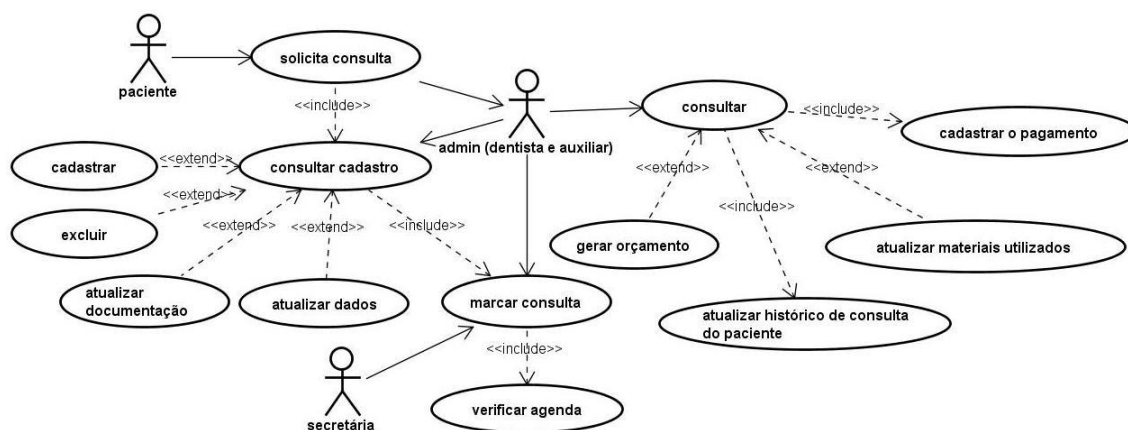 solicita consulta
paciente
<<include>>
consultar
<<include>>
cadastrar o pagamento
admin (dentista e auxiliar)
cadastrar
<<extend>>
consultar cadastro
<<extend>>
<<extend>>
excluir
<<extend>>
<<extend>>
<<include>>
<<include>>
<<extend>>
gerar orçamento
atualizar materiais utilizados
atualizar
documentação
atualizar dados
marcar consulta
atualizar histórico de consulta
do paciente
<<include>>
verificar agenda
secretária